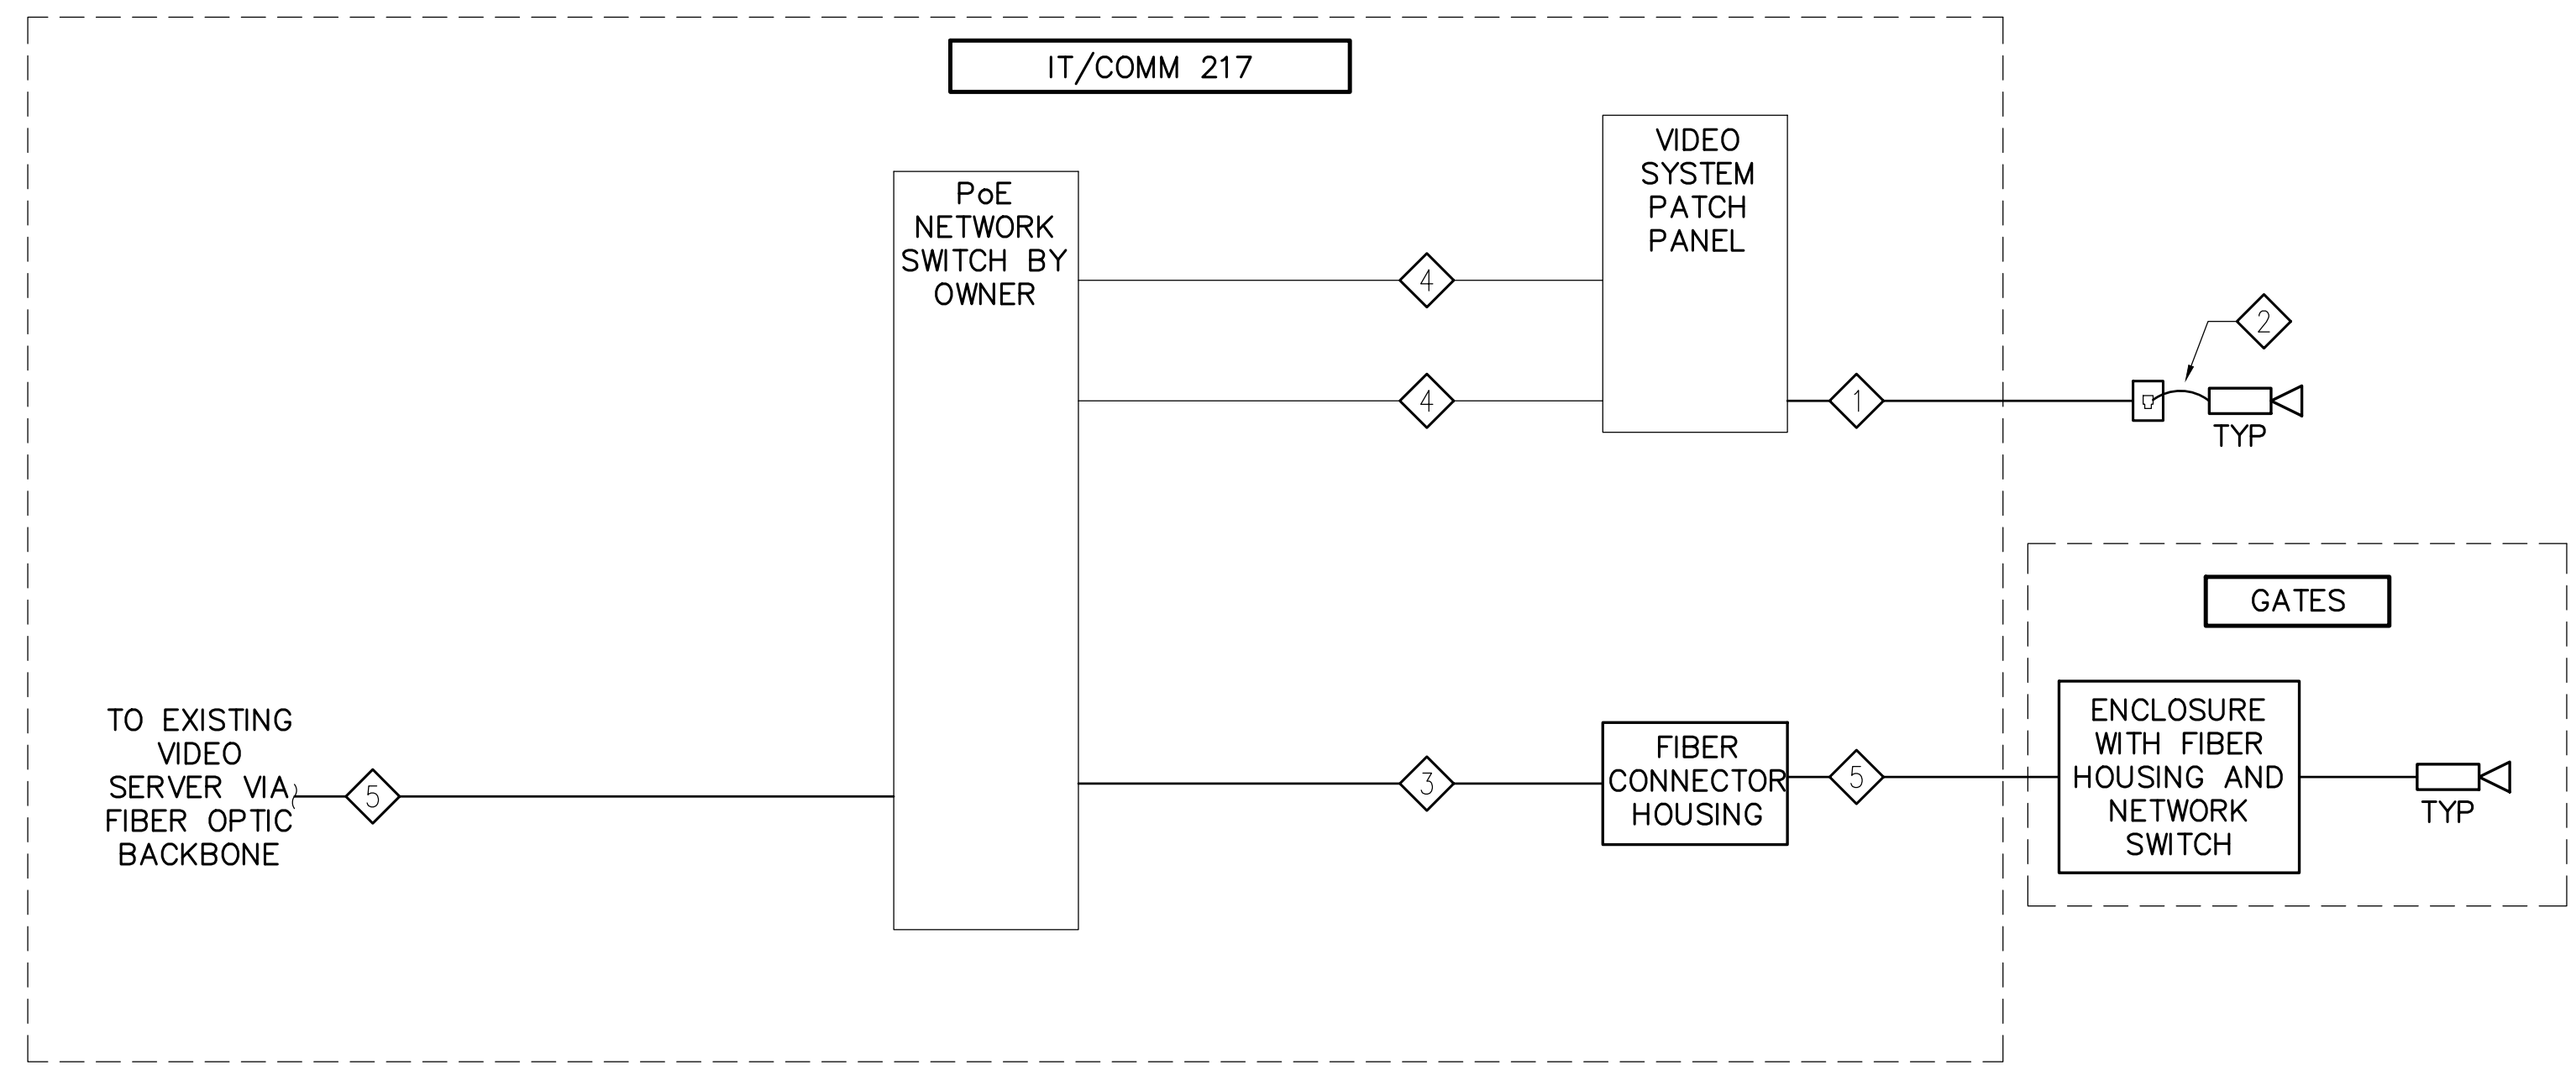 IT/COMM 217
PoE
NETWORK
SWITCH BY
OWNER
VIDEO
SYSTEM
PATCH
PANEL
4
4
1
2
TYP
GATES
TO EXISTING
VIDEO
SERVER VIA
FIBER OPTIC
BACKBONE
5
3
FIBER
CONNECTOR
HOUSING
5
ENCLOSURE
WITH FIBER
HOUSING AND
NETWORK
SWITCH
TYP